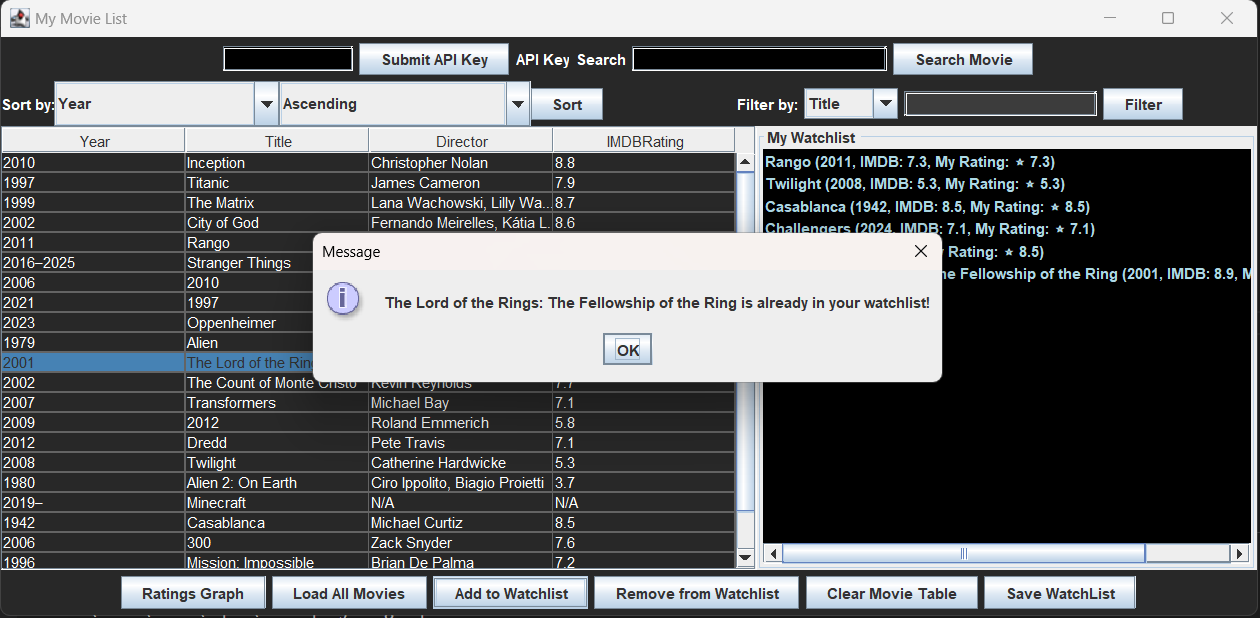 My Movie List
Submit API Key API Key Search Search Movie
Sort by: Year Ascending Sort Filter by: Title Filter
Year Title Director IMDBRating
My Watchlist
2010 Inception Christopher Nolan 8.8
1997 Titanic James Cameron 7.9
1999 The Matrix Lana Wachowski, Lilly Wa... 8.7
2002 City of God Fernando Meirelles, Kátia L. 8.6
2011 Rango
2016–2025 Stranger Things
2006 2010
2021 1997
2023 Oppenheimer
1979 Alien
2001 The Lord of the Rin
2002 The Count of Monte Cristo Kevin Reynolds 7.7
2007 Transformers Michael Bay 7.1
2009 2012 Roland Emmerich 5.8
2012 Dredd Pete Travis 7.1
2008 Twilight Catherine Hardwicke 5.3
1980 Alien 2: On Earth Ciro Ippolito, Biagio Proietti 3.7
2019– Minecraft N/A N/A
1942 Casablanca Michael Curtiz 8.5
2006 300 Zack Snyder 7.6
1996 Mission: Impossible Brian De Palma 7.2
Rango (2011, IMDB: 7.3, My Rating: ★ 7.3)
Twilight (2008, IMDB: 5.3, My Rating: ★ 5.3)
Casablanca (1942, IMDB: 8.5, My Rating: ★ 8.5)
Challengers (2024, IMDB: 7.1, My Rating: ★ 7.1)
Rating: ★ 8.5)
he Fellowship of the Ring (2001, IMDB: 8.9, M
Message
The Lord of the Rings: The Fellowship of the Ring is already in your watchlist!
OK
Ratings Graph Load All Movies Add to Watchlist Remove from Watchlist Clear Movie Table Save WatchList